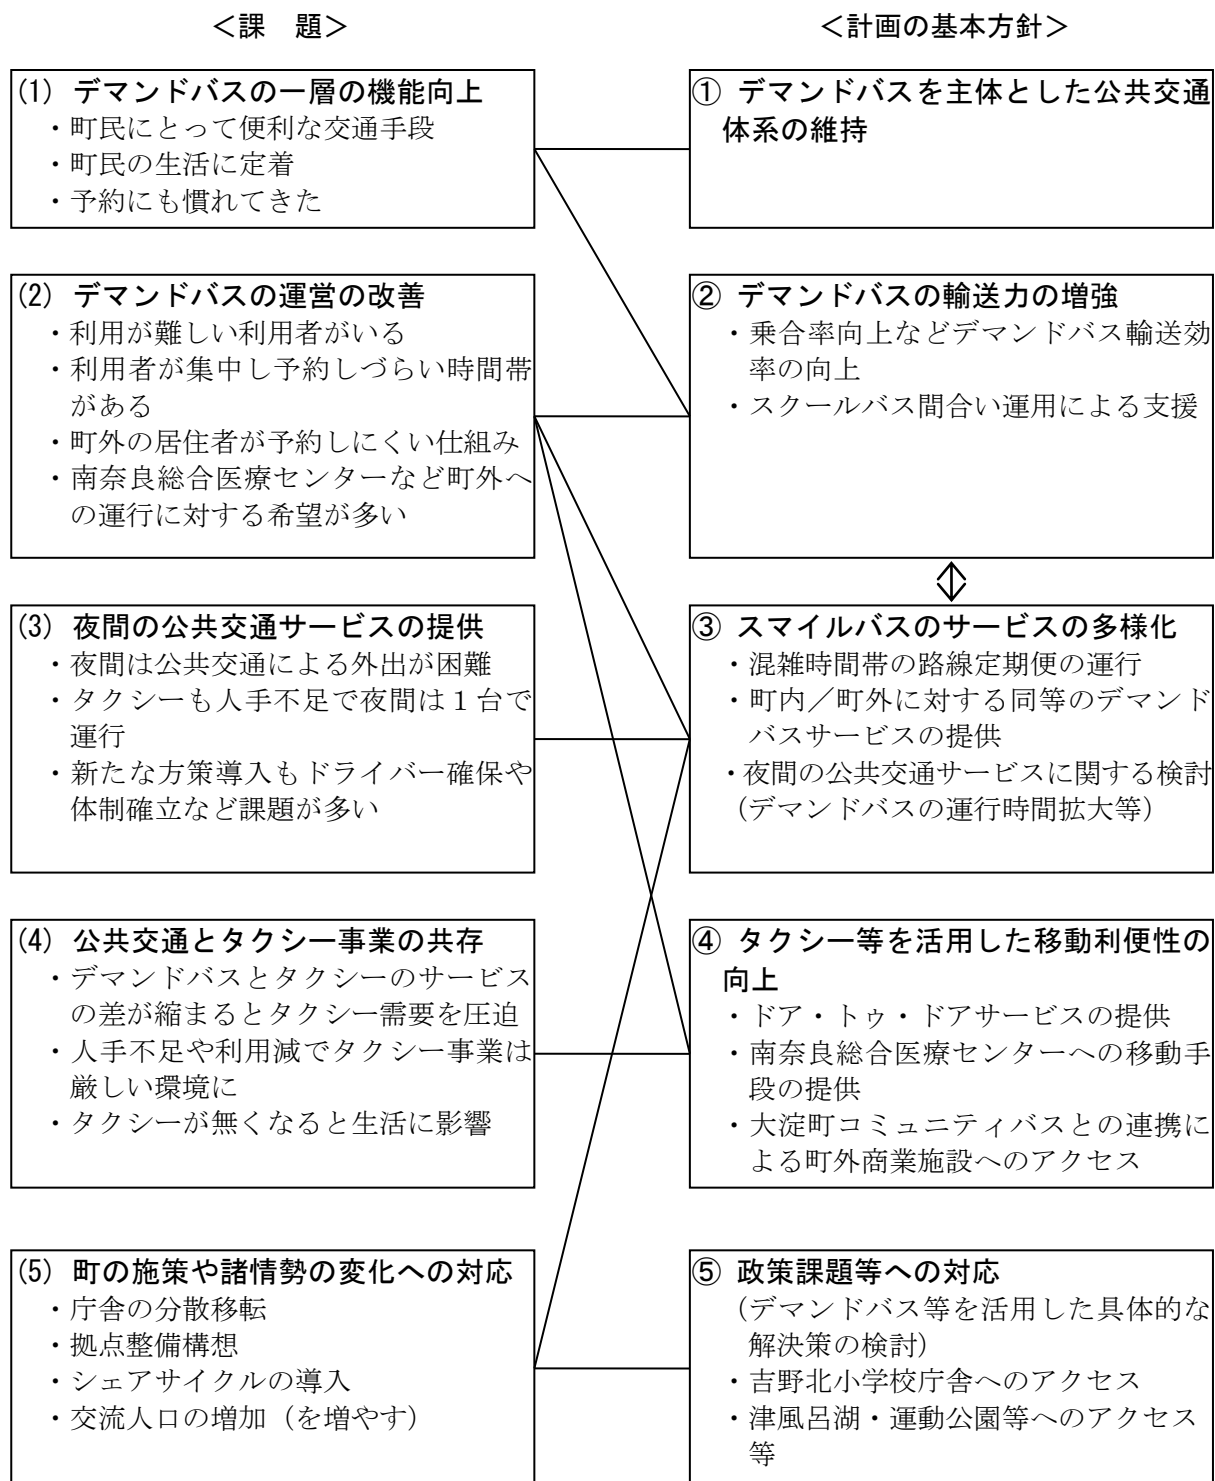 ＜課　題＞
(1) デマンドバスの一層の機能向上
・町民にとって便利な交通手段
・町民の生活に定着
・予約にも慣れてきた
(2) デマンドバスの運営の改善
・利用が難しい利用者がいる
・利用者が集中し予約しづらい時間帯
がある
・町外の居住者が予約しにくい仕組み
・南奈良総合医療センターなど町外へ
の運行に対する希望が多い
(3) 夜間の公共交通サービスの提供
・夜間は公共交通による外出が困難
・タクシーも人手不足で夜間は１台で
運行
・新たな方策導入もドライバー確保や
体制確立など課題が多い
(4) 公共交通とタクシー事業の共存
・デマンドバスとタクシーのサービス
の差が縮まるとタクシー需要を圧迫
・人手不足や利用減でタクシー事業は
厳しい環境に
・タクシーが無くなると生活に影響
(5) 町の施策や諸情勢の変化への対応
・庁舎の分散移転
・拠点整備構想
・シェアサイクルの導入
・交流人口の増加（を増やす）
＜計画の基本方針＞
① デマンドバスを主体とした公共交通
体系の維持
② デマンドバスの輸送力の増強
・乗合率向上などデマンドバス輸送効
率の向上
・スクールバス間合い運用による支援
③ スマイルバスのサービスの多様化
・混雑時間帯の路線定期便の運行
・町内／町外に対する同等のデマンド
バスサービスの提供
・夜間の公共交通サービスに関する検討
（デマンドバスの運行時間拡大等）
④ タクシー等を活用した移動利便性の
向上
・ドア・トゥ・ドアサービスの提供
・南奈良総合医療センターへの移動手
段の提供
・大淀町コミュニティバスとの連携に
よる町外商業施設へのアクセス
⑤ 政策課題等への対応
（デマンドバス等を活用した具体的な
解決策の検討）
・吉野北小学校庁舎へのアクセス
・津風呂湖・運動公園等へのアクセス
等